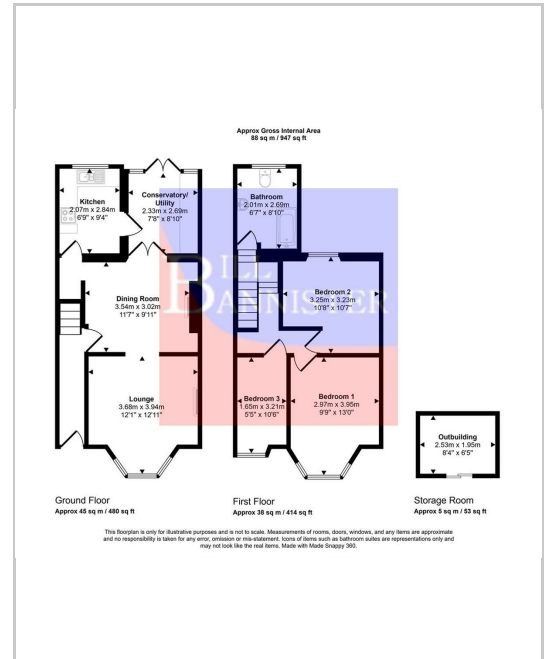 Approx Gross Internal Area
88 sq m / 947 sq ft
Kitchen
2.07m x 2.84m
6'9" x 9'4"
Conservatory/
Utility
2.33m x 2.69m
7'8" x 8'10"
Dining Room
3.54m x 3.02m
11'7" x 9'11"
Lounge
3.68m x 3.94m
12'1" x 12'11"
Bathroom
2.01m x 2.69m
6'7" x 8'10"
Bedroom 2
3.25m x 3.23m
10'8" x 10'7"
BILL
BANNISTER
Bedroom 3
1.65m x 3.21m
5'5" x 10'6"
Bedroom 1
2.97m x 3.95m
9'9" x 13'0"
Outbuilding
2.53m x 1.95m
8'4" x 6'5"
Ground Floor
Approx 45 sq m / 480 sq ft
First Floor
Approx 38 sq m / 414 sq ft
Storage Room
Approx 5 sq m / 53 sq ft
This floorplan is only for illustrative purposes and is not to scale. Measurements of rooms, doors, windows, and any items are approximate
and no responsibility is taken for any error, omission or mis-statement. Icons of items such as bathroom suites are representations only and
may not look like the real items. Made with Made Snappy 360.